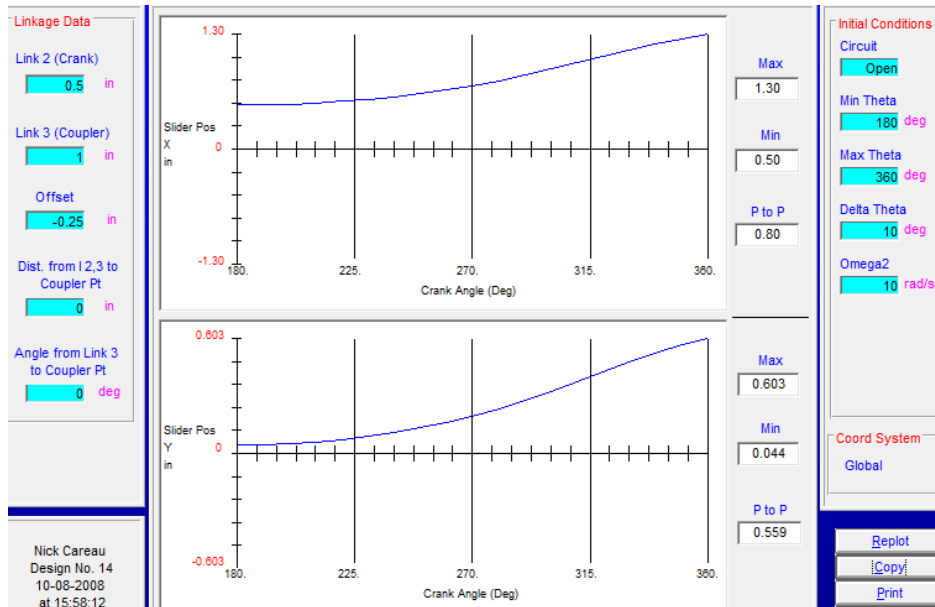 Linkage Data
Link 2 (Crank)
0.5 in
Link 3 (Coupler)
1 in
Offset
-0.25 in
Dist. from I 2,3 to
Coupler Pt
0 in
Angle from Link 3
to Coupler Pt
0 deg
Nick Careau
Design No. 14
10-08-2008
at 15:58:12
1.30
Slider Pos
X
in
0
-1.30
180. 225. 270. 315. 360.
Crank Angle (Deg)
Max
1.30
Min
0.50
P to P
0.80
0.603
Slider Pos
Y
in
0
-0.603
180. 225. 270. 315. 360.
Crank Angle (Deg)
Max
0.603
Min
0.044
P to P
0.559
Initial Conditions
Circuit
Open
Min Theta
180 deg
Max Theta
360 deg
Delta Theta
10 deg
Omega2
10 rad/s
Coord System
Global
Replot
Copy
Print